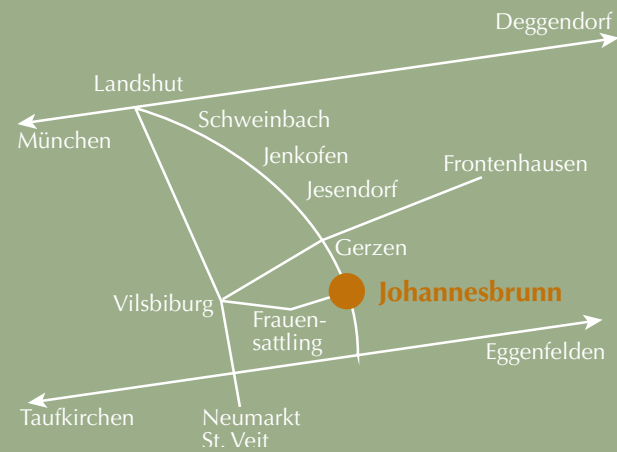 Deggendorf
Landshut
Schweinbach
München
Jenkofen
Frontenhausen
Jesendorf
Gerzen
Johannesbrunn
Vilsbiburg
Frauen-
sattling
Eggenfelden
Taufkirchen
Neumarkt
St. Veit